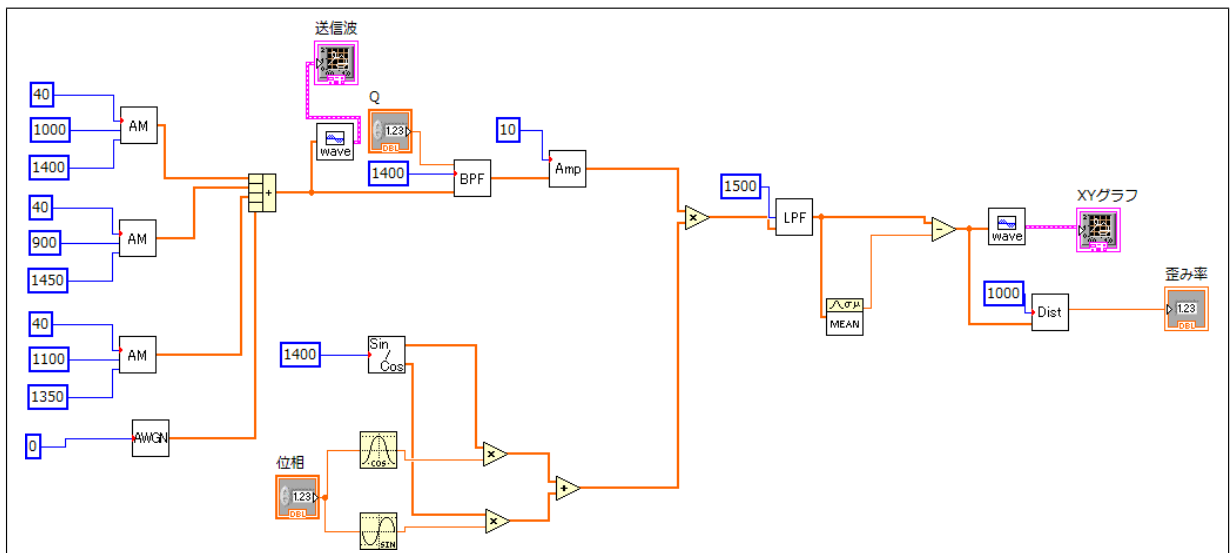 送信波
40
1000
1400
AM
Q
1.23
DBL
wave
1400
BPF
10
Amp
40
900
1450
AM
+
×
1500
LPF
XYグラフ
wave
-
σμ
MEAN
1000
Dist
歪み率
1.23
DBL
40
1100
1350
AM
1400
Sin
Cos
0
AWGN
位相
1.23
DBL
COS
SIN
×
×
+